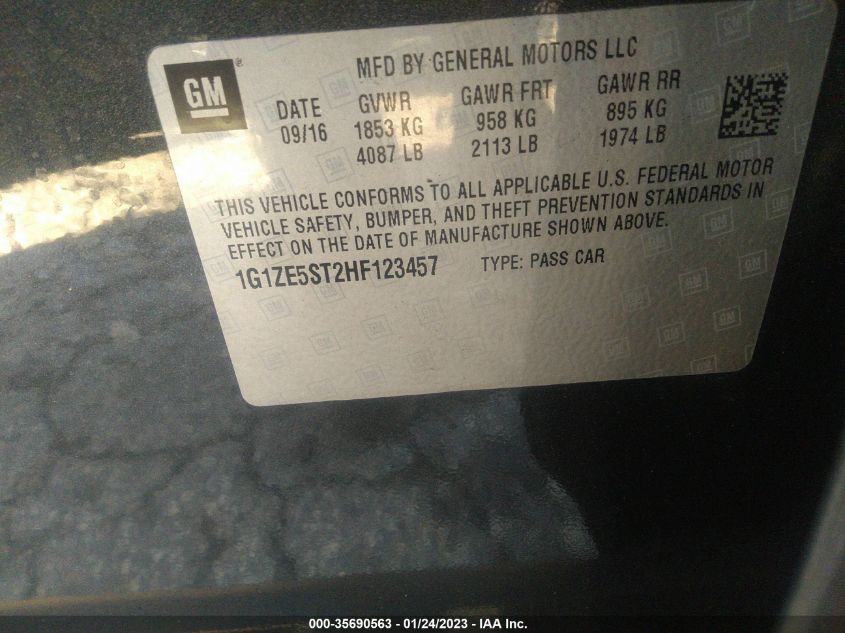 GM ®
MFD BY GENERAL MOTORS LLC
DATE GVWR GAWR FRT GAWR RR
09/16 1853 KG 958 KG 895 KG
4087 LB 2113 LB 1974 LB
THIS VEHICLE CONFORMS TO ALL APPLICABLE U.S. FEDERAL MOTOR
VEHICLE SAFETY, BUMPER, AND THEFT PREVENTION STANDARDS IN
EFFECT ON THE DATE OF MANUFACTURE SHOWN ABOVE.
1G1ZE5ST2HF123457 TYPE: PASS CAR
000-35690563 - 01/24/2023 - IAA Inc.